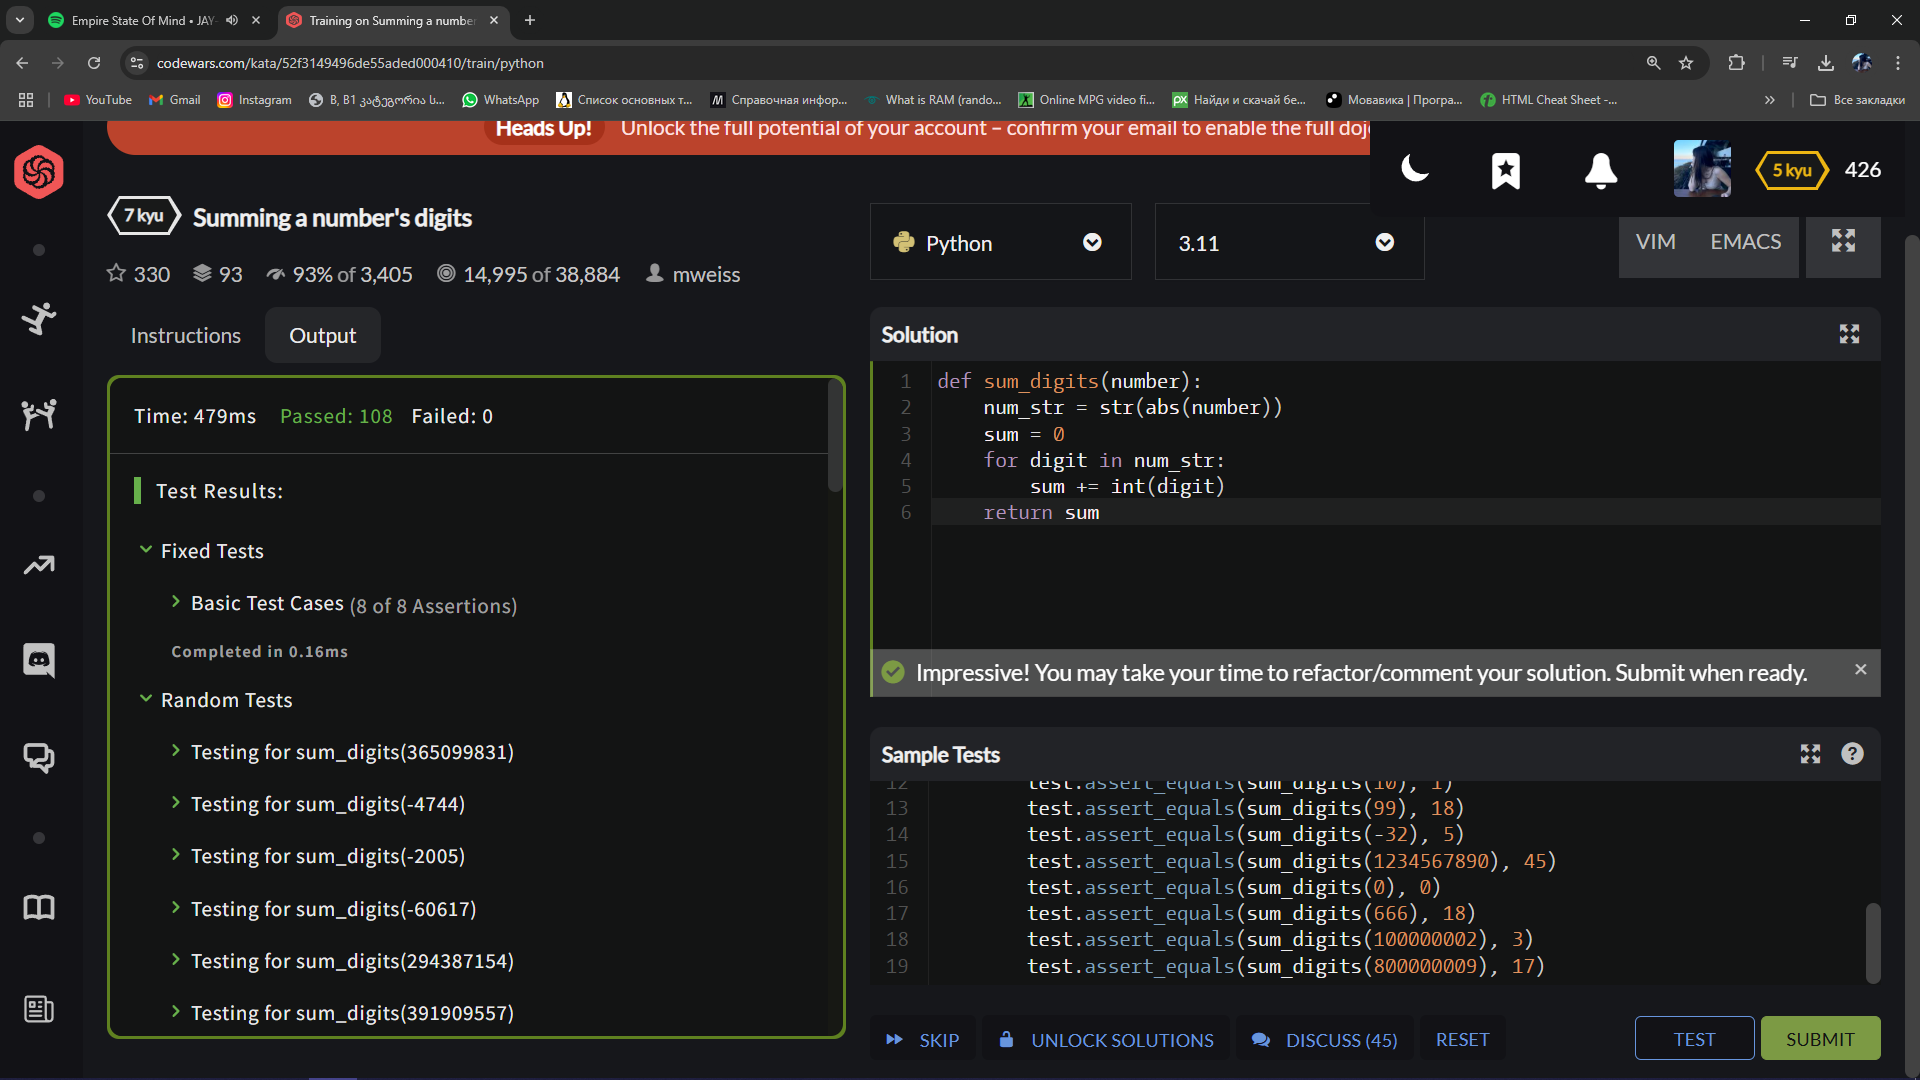 Empire State Of Mind • JAY-
Training on Summing a number
codewars.com/kata/52f3149496de55aded000410/train/python
YouTube
Gmail
Instagram
B, B1 კატეგორია ს...
WhatsApp
Список основных т...
Справочная инфор...
What is RAM (rando...
Online MPG video fi...
Найди и скачай бе...
Мовавика | Програ...
HTML Cheat Sheet -...
Все закладки
Heads Up! Unlock the full potential of your account – confirm your email to enable the full dojo
5 kyu 426
7 kyu Summing a number's digits
330 93 93% of 3,405 14,995 of 38,884 mweiss
Instructions Output
Time: 479ms Passed: 108 Failed: 0
Test Results:
Fixed Tests
Basic Test Cases (8 of 8 Assertions)
Completed in 0.16ms
Random Tests
Testing for sum_digits(365099831)
Testing for sum_digits(-4744)
Testing for sum_digits(-2005)
Testing for sum_digits(-60617)
Testing for sum_digits(294387154)
Testing for sum_digits(391909557)
Python 3.11 VIM EMACS
Solution
1 def sum_digits(number):
2 num_str = str(abs(number))
3 sum = 0
4 for digit in num_str:
5 sum += int(digit)
6 return sum
Impressive! You may take your time to refactor/comment your solution. Submit when ready.
Sample Tests
12 test.assert_equals(sum_digits(10), 1)
13 test.assert_equals(sum_digits(99), 18)
14 test.assert_equals(sum_digits(-32), 5)
15 test.assert_equals(sum_digits(1234567890), 45)
16 test.assert_equals(sum_digits(0), 0)
17 test.assert_equals(sum_digits(666), 18)
18 test.assert_equals(sum_digits(100000002), 3)
19 test.assert_equals(sum_digits(800000009), 17)
SKIP UNLOCK SOLUTIONS DISCUSS (45) RESET TEST SUBMIT